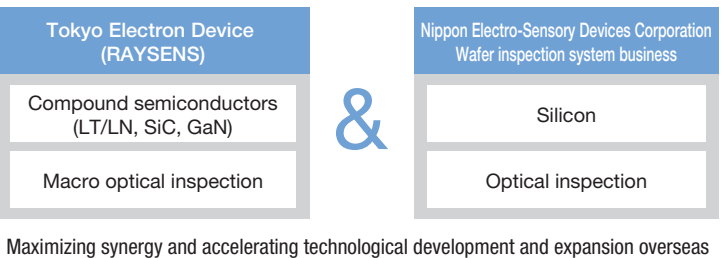 Tokyo Electron Device
(RAYSENS)
Compound semiconductors
(LT/LN, SiC, GaN)
Macro optical inspection
&
Nippon Electro-Sensory Devices Corporation
Wafer inspection system business
Silicon
Optical inspection
Maximizing synergy and accelerating technological development and expansion overseas